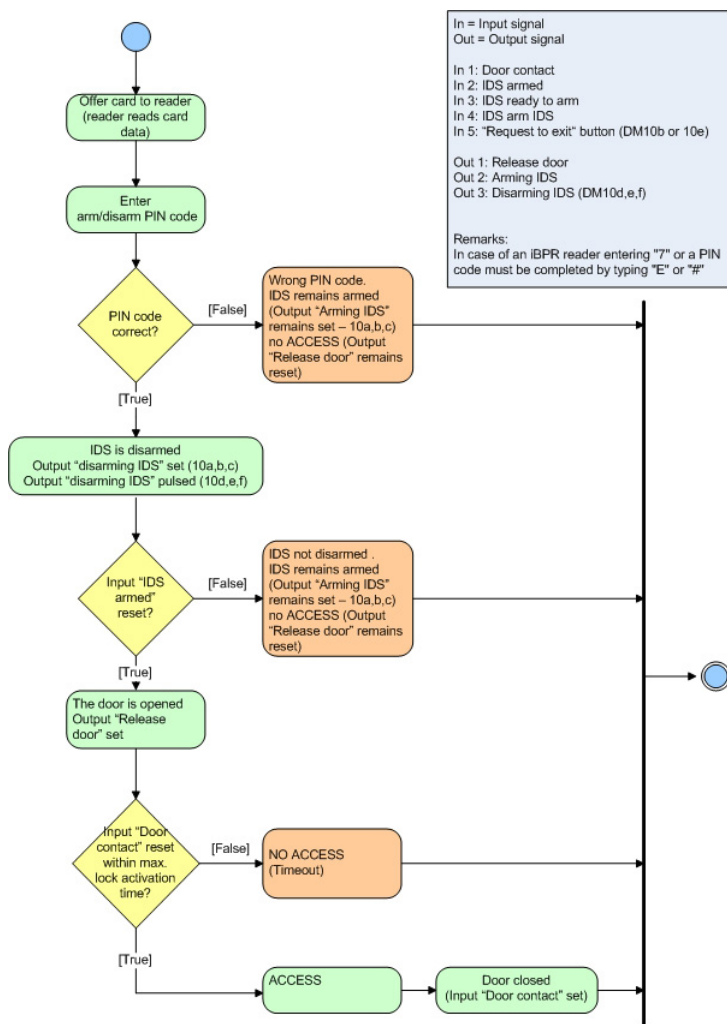 In = Input signal
Out = Output signal
In 1: Door contact
In 2: IDS armed
In 3: IDS ready to arm
In 4: IDS arm IDS
In 5: “Request to exit“ button (DM10b or 10e)
Out 1: Release door
Out 2: Arming IDS
Out 3: Disarming IDS (DM10d,e,f)
Remarks:
In case of an iBPR reader entering "7" or a PIN
code must be completed by typing "E" or "#"
Offer card to reader
(reader reads card
data)
Enter
arm/disarm PIN code
PIN code
correct?
[False]
Wrong PIN code.
IDS remains armed
(Output “Arming IDS”
remains set – 10a,b,c)
no ACCESS (Output
“Release door” remains
reset)
[True]
IDS is disarmed
Output “disarming IDS” set (10a,b,c)
Output “disarming IDS” pulsed (10d,e,f)
Input “IDS
armed”
reset?
[False]
IDS not disarmed .
IDS remains armed
(Output “Arming IDS”
remains set – 10a,b,c)
no ACCESS (Output
“Release door” remains
reset)
[True]
The door is opened
Output “Release
door” set
Input “Door
contact” reset
within max.
lock activation
time?
[False]
NO ACCESS
(Timeout)
[True]
ACCESS
Door closed
(Input “Door contact” set)